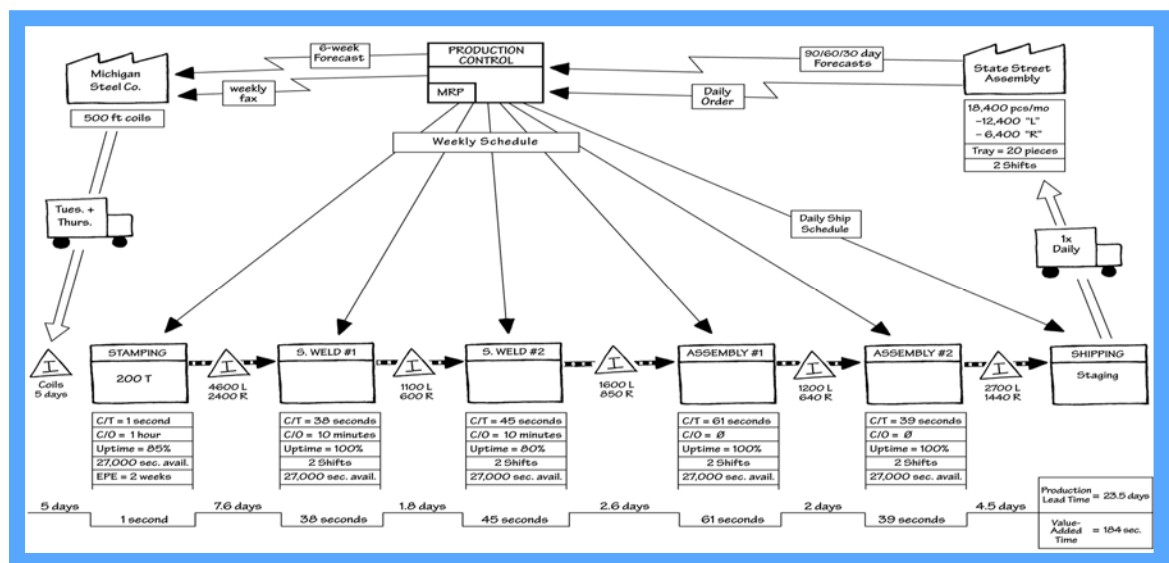 6-week
Forecast
PRODUCTION
CONTROL
90/60/30 day
Forecasts
Michigan
Steel Co.
State Street
Assembly
weekly
fax
MRP
Daily
Order
500 ft coils
18,400 pcs/mo
-12,400 "L"
- 6,400 "R"
Tray = 20 pieces
2 Shifts
Weekly Schedule
Tues. +
Thurs.
Daily Ship
Schedule
1x
Daily
I
Coils
5 days
STAMPING
200 T
C/T = 1 second
C/O = 1 hour
Uptime = 85%
27,000 sec. avail.
EPE = 2 weeks
I
4600 L
2400 R
S. WELD #1
C/T = 38 seconds
C/O = 10 minutes
Uptime = 100%
2 Shifts
27,000 sec. avail.
I
1100 L
600 R
S. WELD #2
C/T = 45 seconds
C/O = 10 minutes
Uptime = 80%
2 Shifts
27,000 sec. avail.
I
1600 L
850 R
ASSEMBLY #1
C/T = 61 seconds
C/O = Ø
Uptime = 100%
2 Shifts
27,000 sec. avail.
I
1200 L
640 R
ASSEMBLY #2
C/T = 39 seconds
C/O = Ø
Uptime = 100%
2 Shifts
27,000 sec. avail.
I
2700 L
1440 R
SHIPPING
Staging
5 days
1 second
7.6 days
38 seconds
1.8 days
45 seconds
2.6 days
61 seconds
2 days
39 seconds
4.5 days
Production
Lead Time = 23.5 days
Value-
Added = 184 sec.
Time